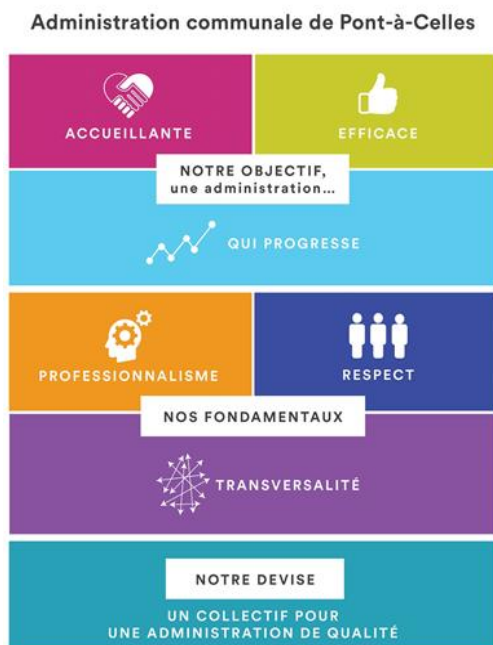 Administration communale de Pont-à-Celles
ACCUEILLANTE
EFFICACE
NOTRE OBJECTIF,
une administration...
QUI PROGRESSE
PROFESSIONNALISME
RESPECT
NOS FONDAMENTAUX
TRANSVERSALITÉ
NOTRE DEVISE
UN COLLECTIF POUR
UNE ADMINISTRATION DE QUALITÉ